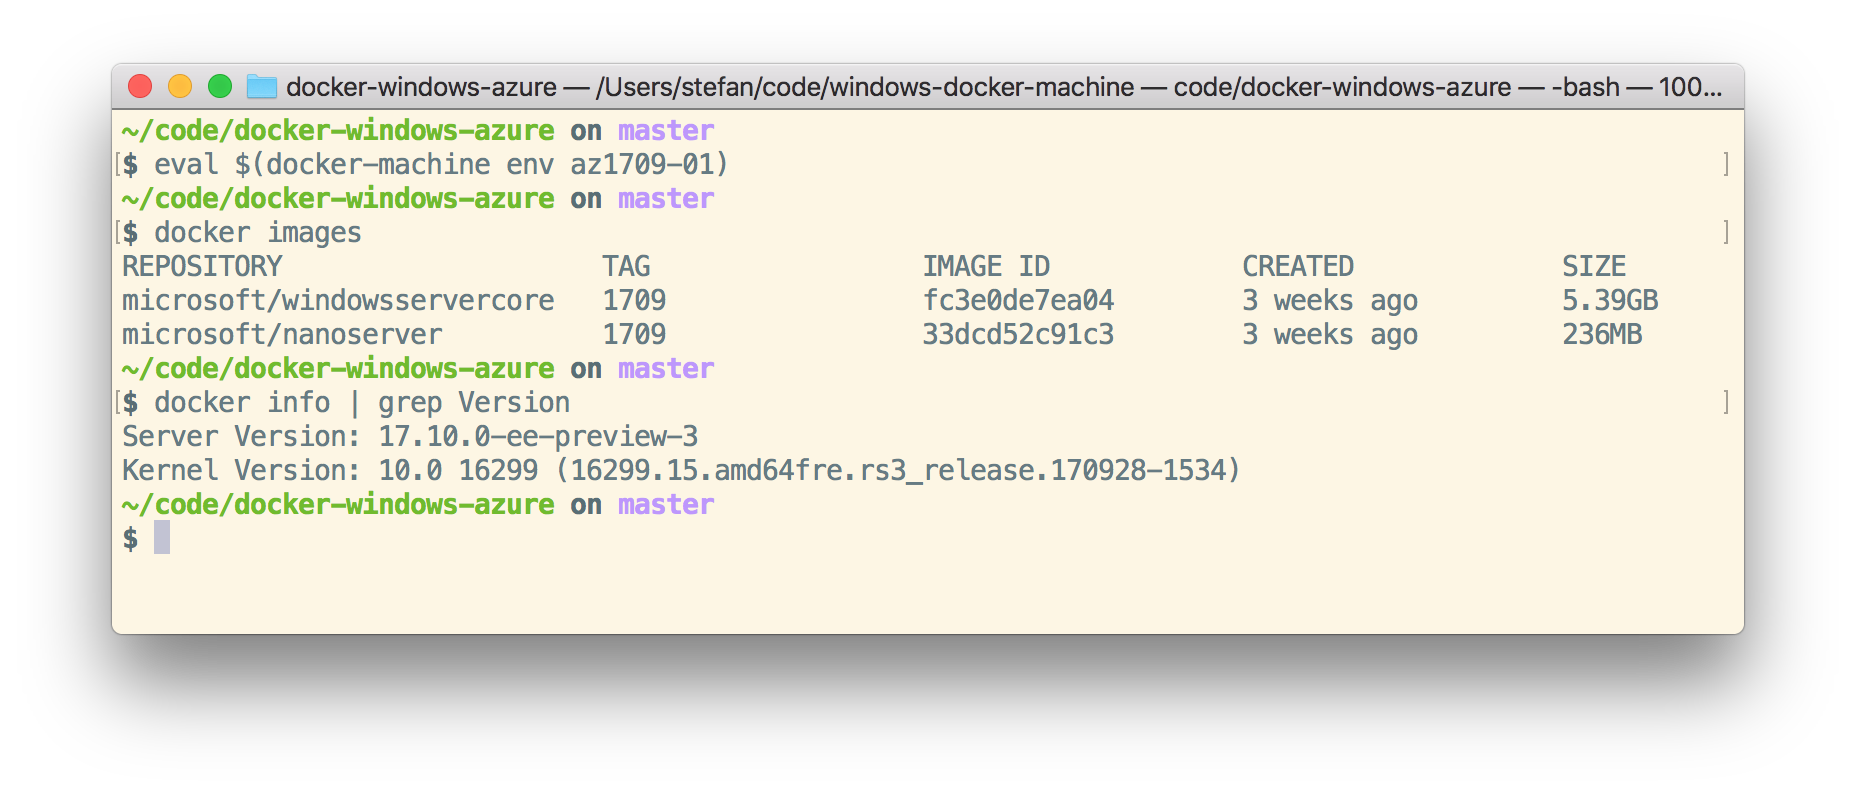 docker-windows-azure — /Users/stefan/code/windows-docker-machine — code/docker-windows-azure — -bash — 100...
~/code/docker-windows-azure on master
[$ eval $(docker-machine env az1709-01) ]
~/code/docker-windows-azure on master
[$ docker images ]
REPOSITORY TAG IMAGE ID CREATED SIZE
microsoft/windowsservercore 1709 fc3e0de7ea04 3 weeks ago 5.39GB
microsoft/nanoserver 1709 33dcd52c91c3 3 weeks ago 236MB
~/code/docker-windows-azure on master
[$ docker info | grep Version ]
Server Version: 17.10.0-ee-preview-3
Kernel Version: 10.0 16299 (16299.15.amd64fre.rs3_release.170928-1534)
~/code/docker-windows-azure on master
$